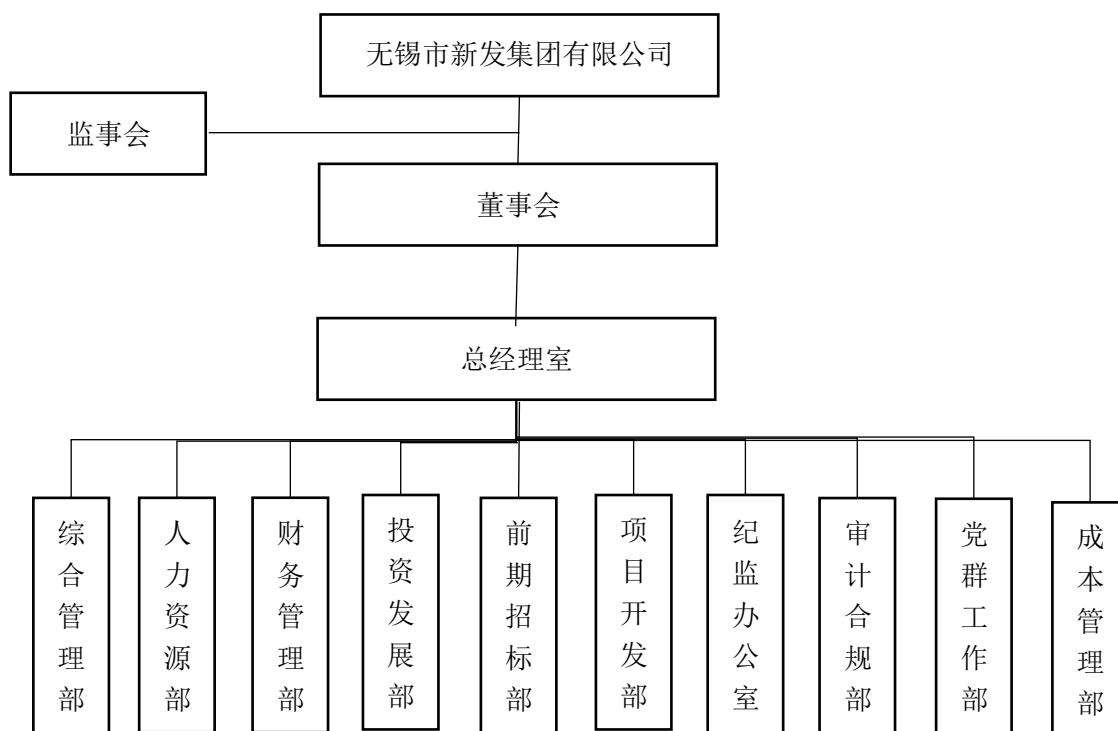 无锡市新发集团有限公司
监事会
董事会
总经理室
综合管理部
人力资源部
财务管理部
投资发展部
前期招标部
项目开发部
纪监办公室
审计合规部
党群工作部
成本管理部